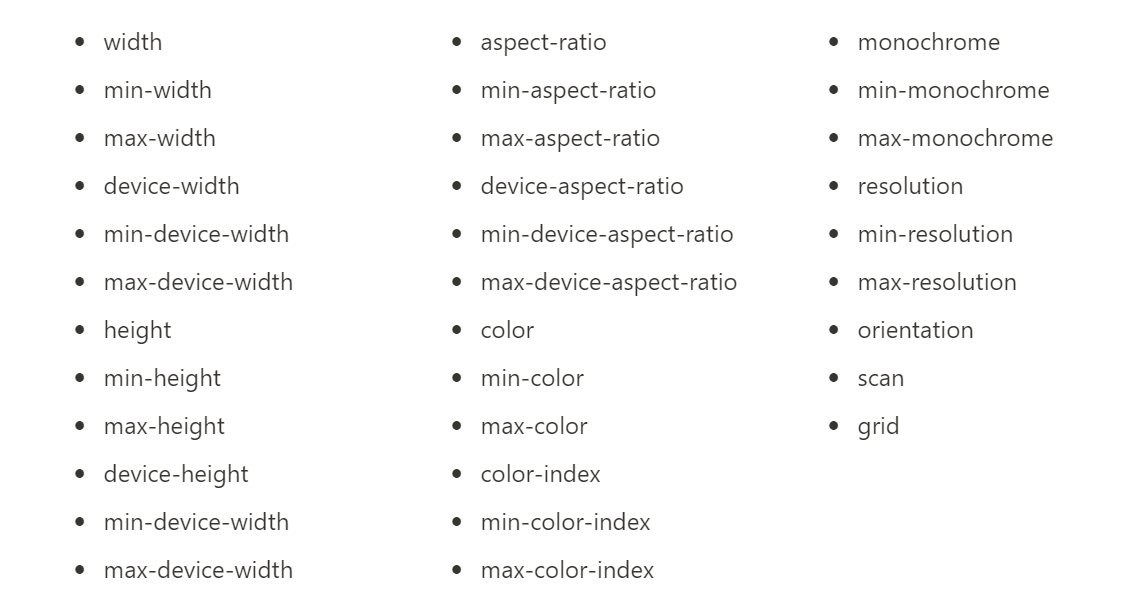 width
min-width
max-width
device-width
min-device-width
max-device-width
height
min-height
max-height
device-height
min-device-width
max-device-width
aspect-ratio
min-aspect-ratio
max-aspect-ratio
device-aspect-ratio
min-device-aspect-ratio
max-device-aspect-ratio
color
min-color
max-color
color-index
min-color-index
max-color-index
monochrome
min-monochrome
max-monochrome
resolution
min-resolution
max-resolution
orientation
scan
grid